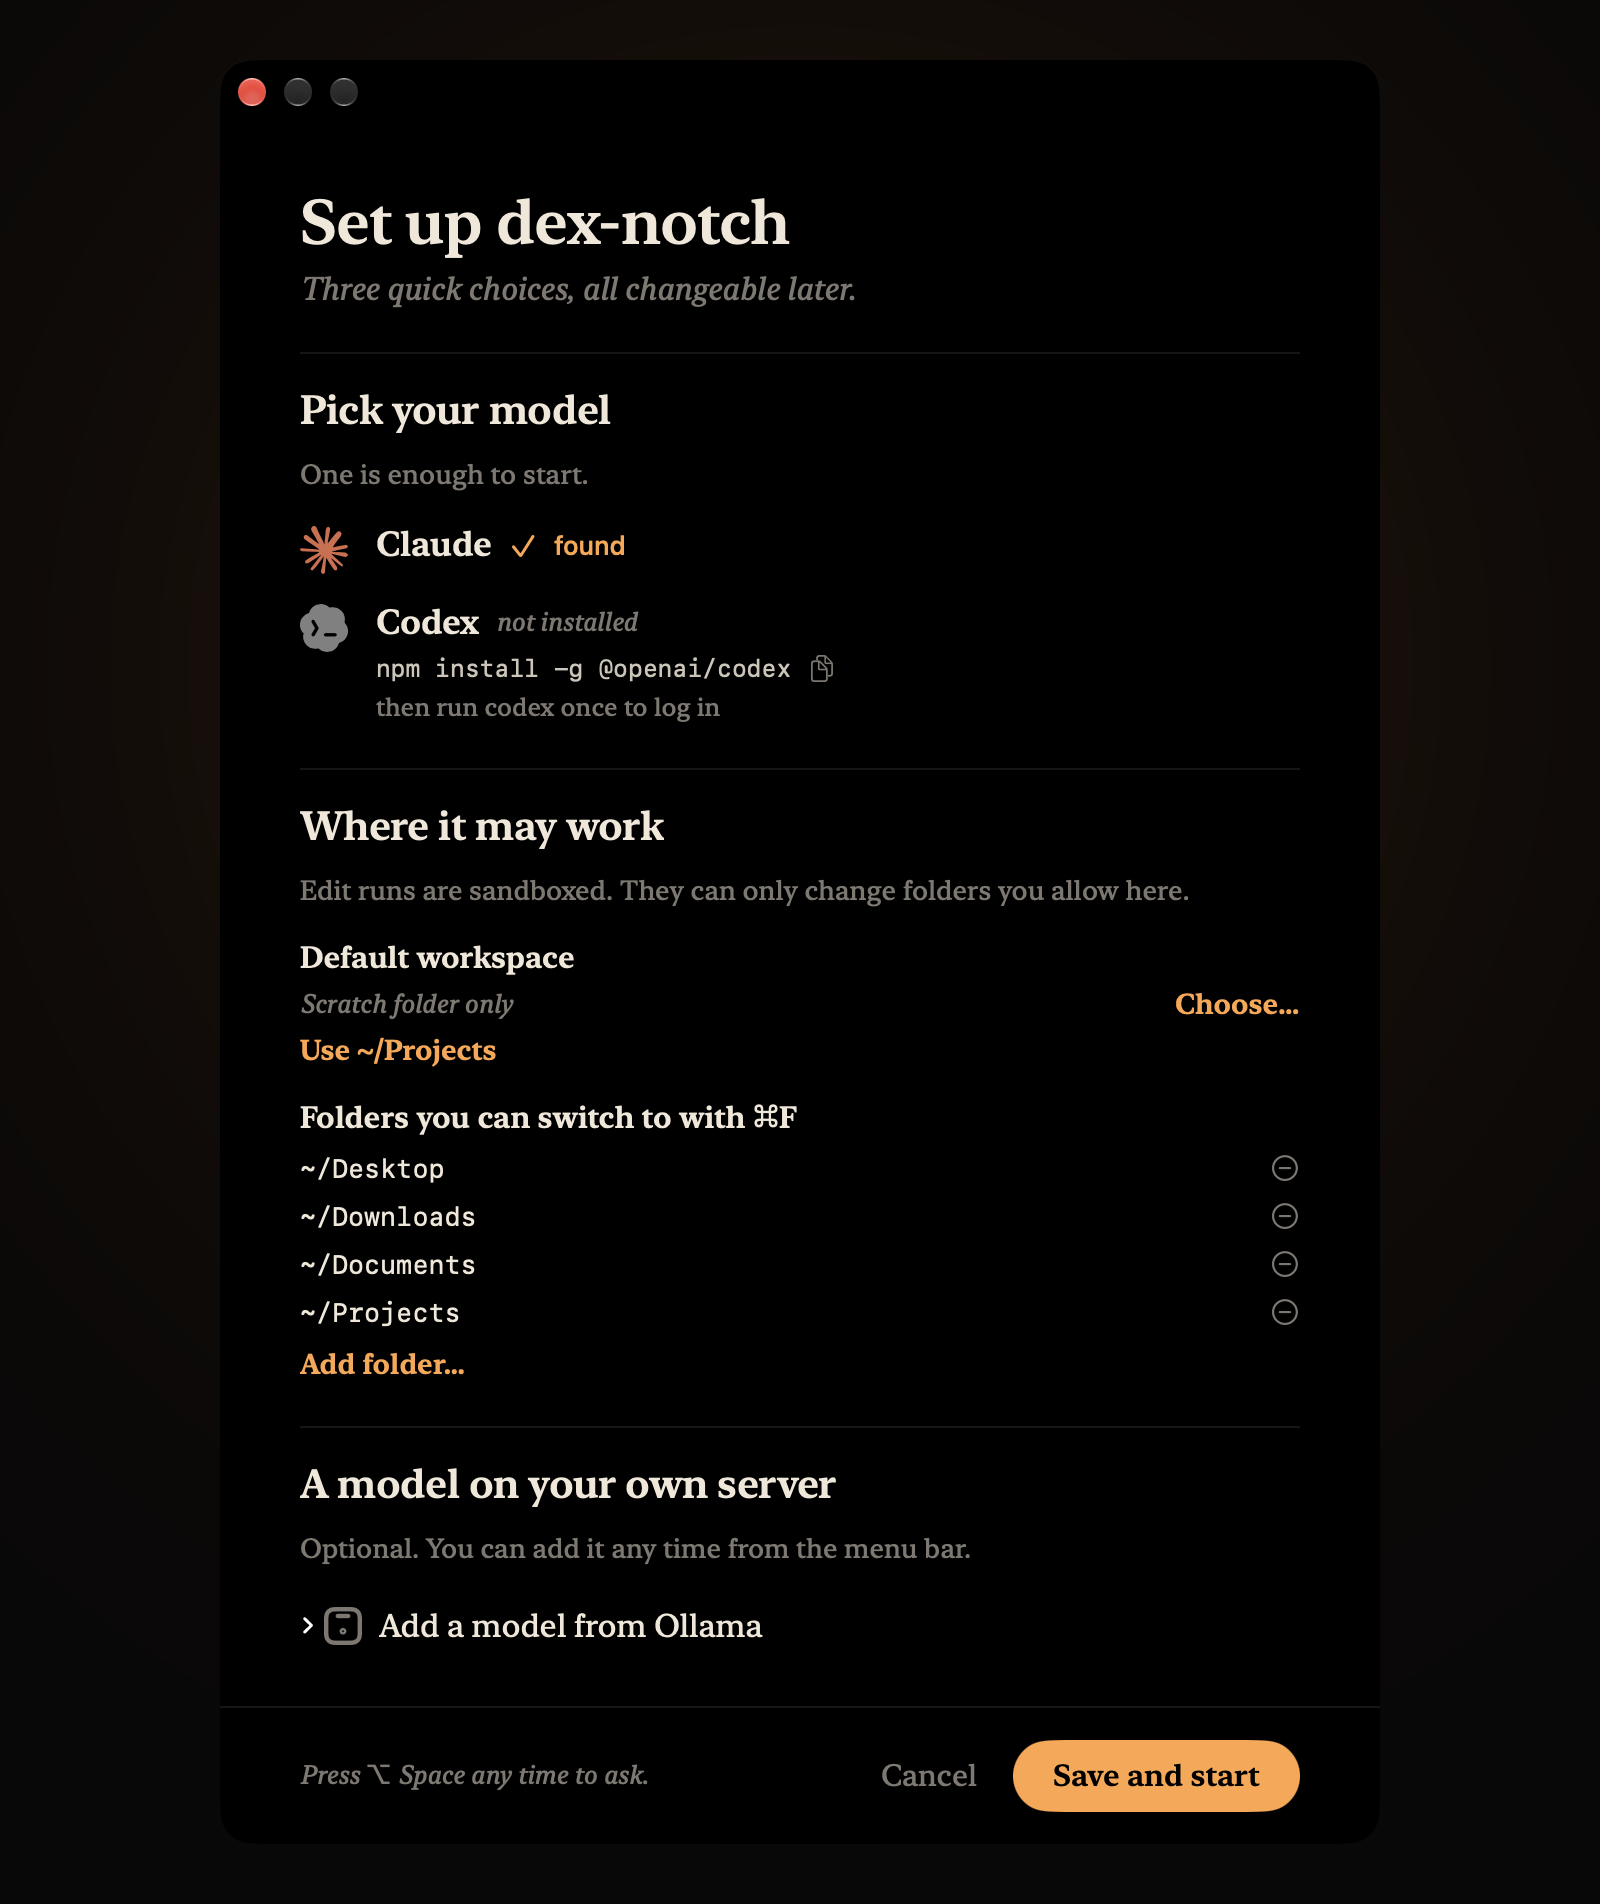 Set up dex-notch
Three quick choices, all changeable later.
Pick your model
One is enough to start.
Claude ✓ found
Codex not installed
npm install -g @openai/codex
then run codex once to log in
Where it may work
Edit runs are sandboxed. They can only change folders you allow here.
Default workspace
Scratch folder only Choose...
Use ~/Projects
Folders you can switch to with ⌘F
~/Desktop
~/Downloads
~/Documents
~/Projects
Add folder...
A model on your own server
Optional. You can add it any time from the menu bar.
Add a model from Ollama
Press ⌥ Space any time to ask. Cancel Save and start